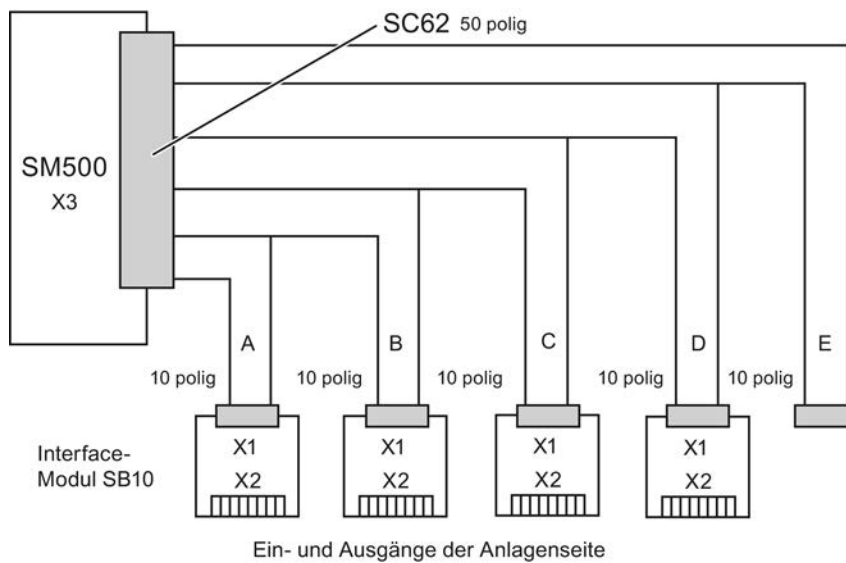 SC62 50 polig
SM500
X3
A
B
C
D
E
10 polig
10 polig
10 polig
10 polig
10 polig
Interface-
Modul SB10
X1
X2
X1
X2
X1
X2
X1
X2
Ein- und Ausgänge der Anlagenseite